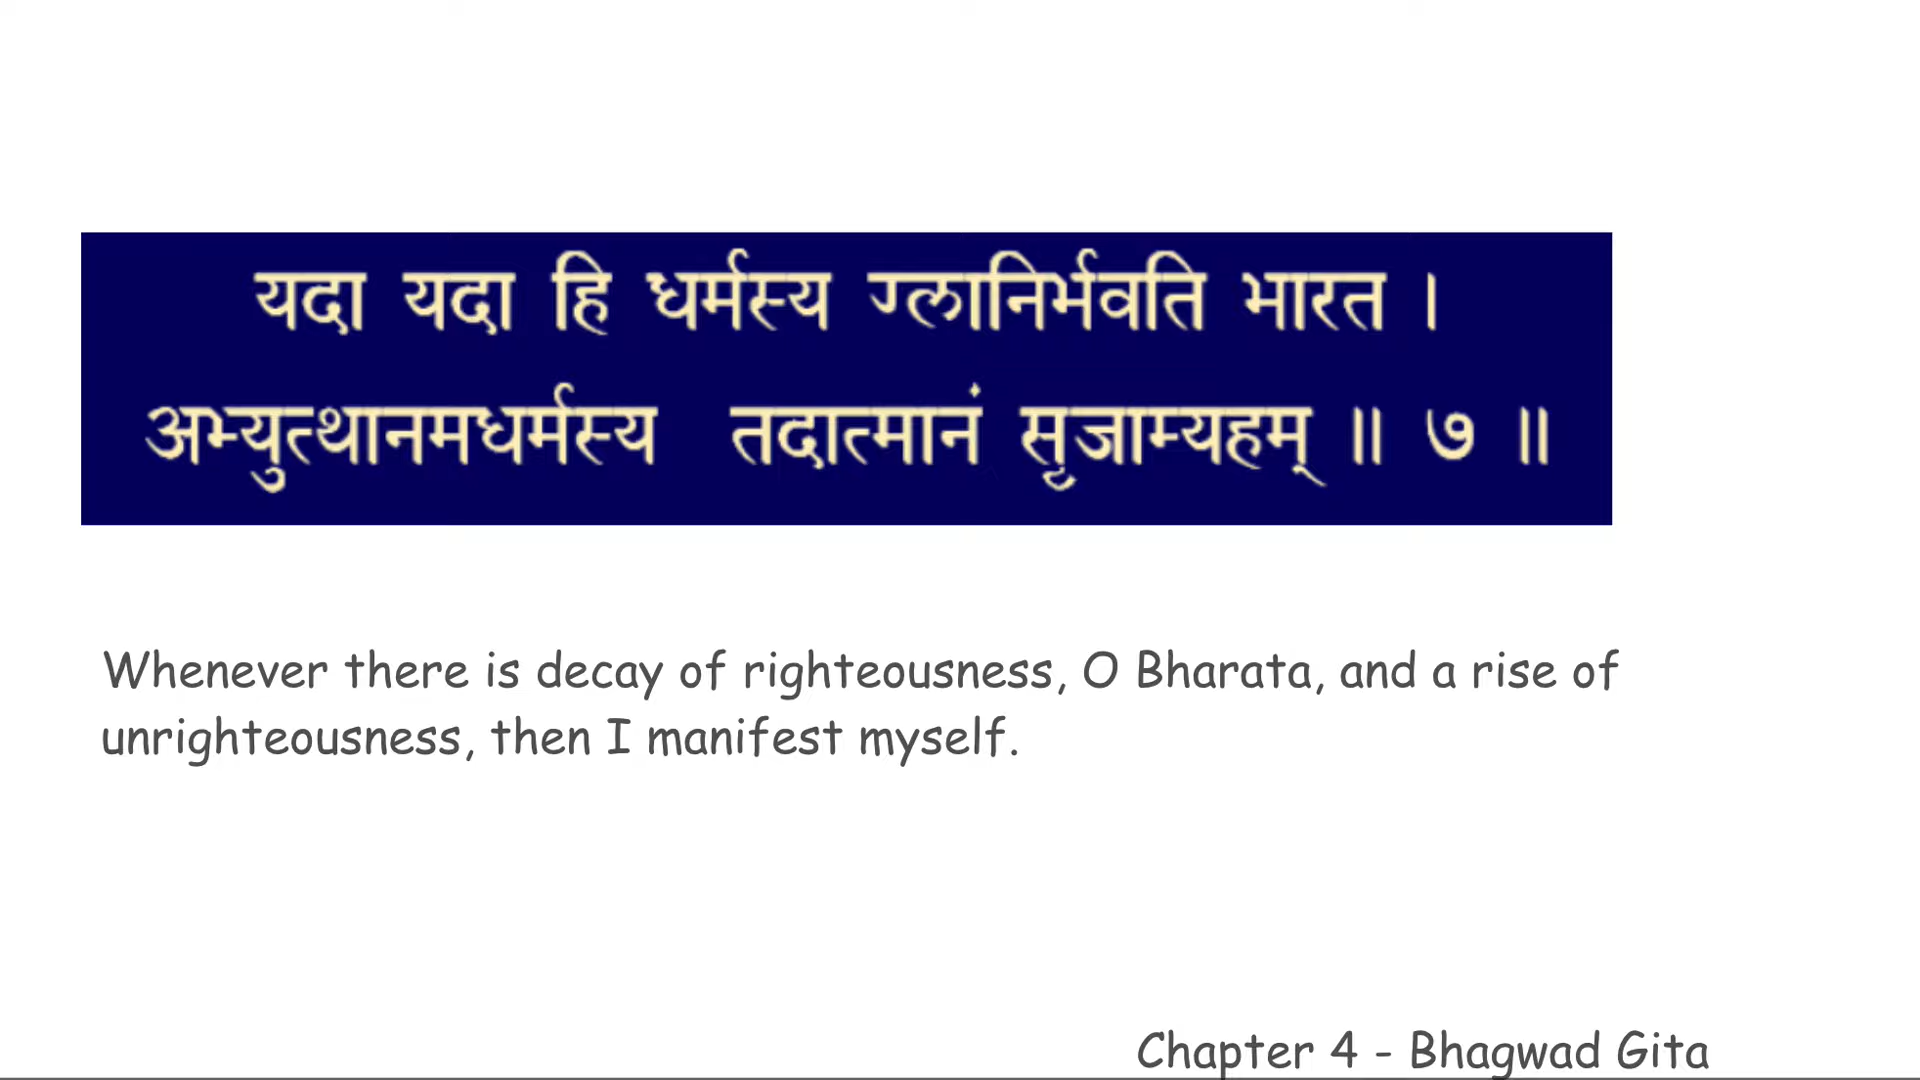 यदा यदा हि धर्मस्य ग्लानिर्भवति भारत ।
अभ्युत्थानमधर्मस्य तदात्मानं सृजाम्यहम् ॥ ७ ॥
Whenever there is decay of righteousness, O Bharata, and a rise of
unrighteousness, then I manifest myself.
Chapter 4 - Bhagwad Gita